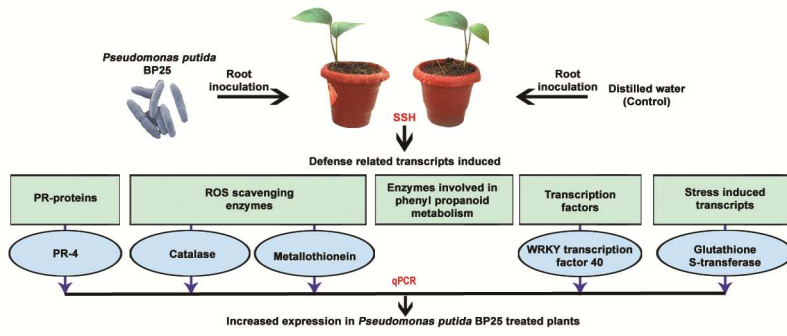 Pseudomonas putida
BP25
Root
inoculation
Root
inoculation
Distilled water
(Control)
SSH
Defense related transcripts induced
PR-proteins
ROS scavenging
enzymes
Enzymes involved in
phenyl propanoid
metabolism
Transcription
factors
Stress induced
transcripts
PR-4
Catalase
Metallothionein
WRKY transcription
factor 40
Glutathione
S-transferase
qPCR
Increased expression in Pseudomonas putida BP25 treated plants